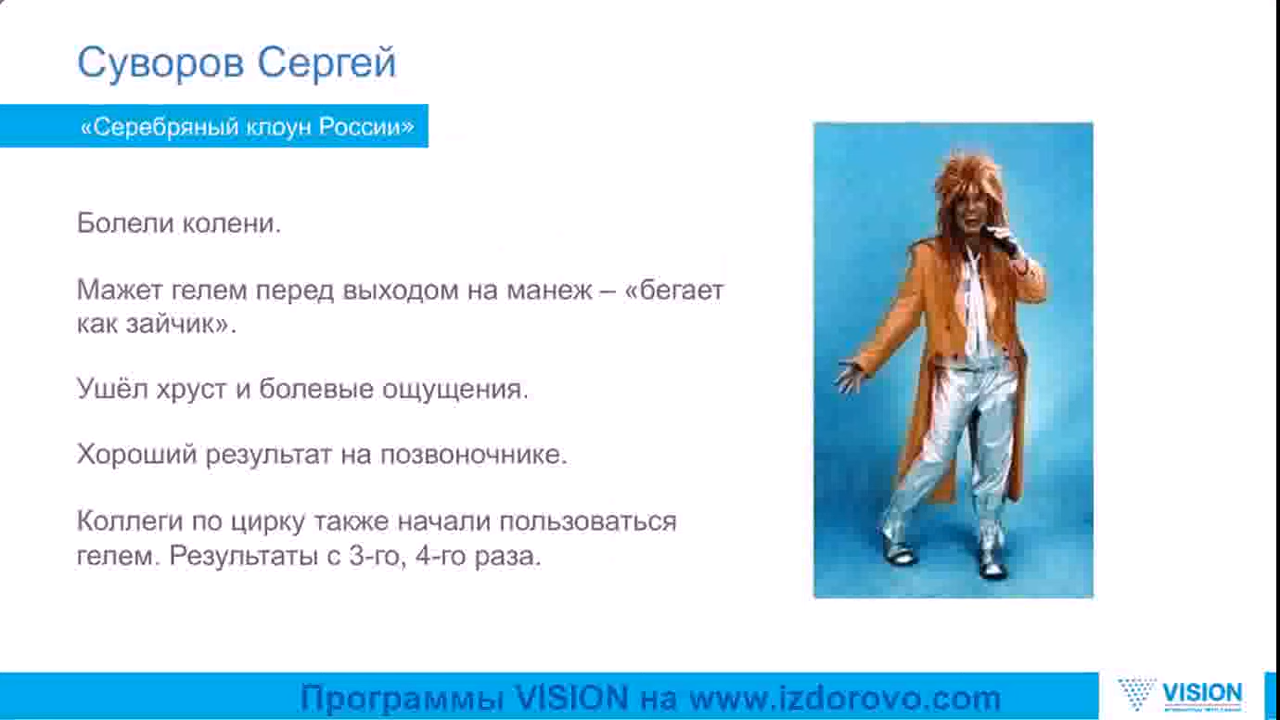 Суворов Сергей
«Серебряный клоун России»
Болели колени.
Мажет гелем перед выходом на манеж – «бегает
как зайчик».
Ушёл хруст и болевые ощущения.
Хороший результат на позвоночнике.
Коллеги по цирку также начали пользоваться
гелем. Результаты с 3-го, 4-го раза.
Программы VISION на www.izdorovo.com
VISION